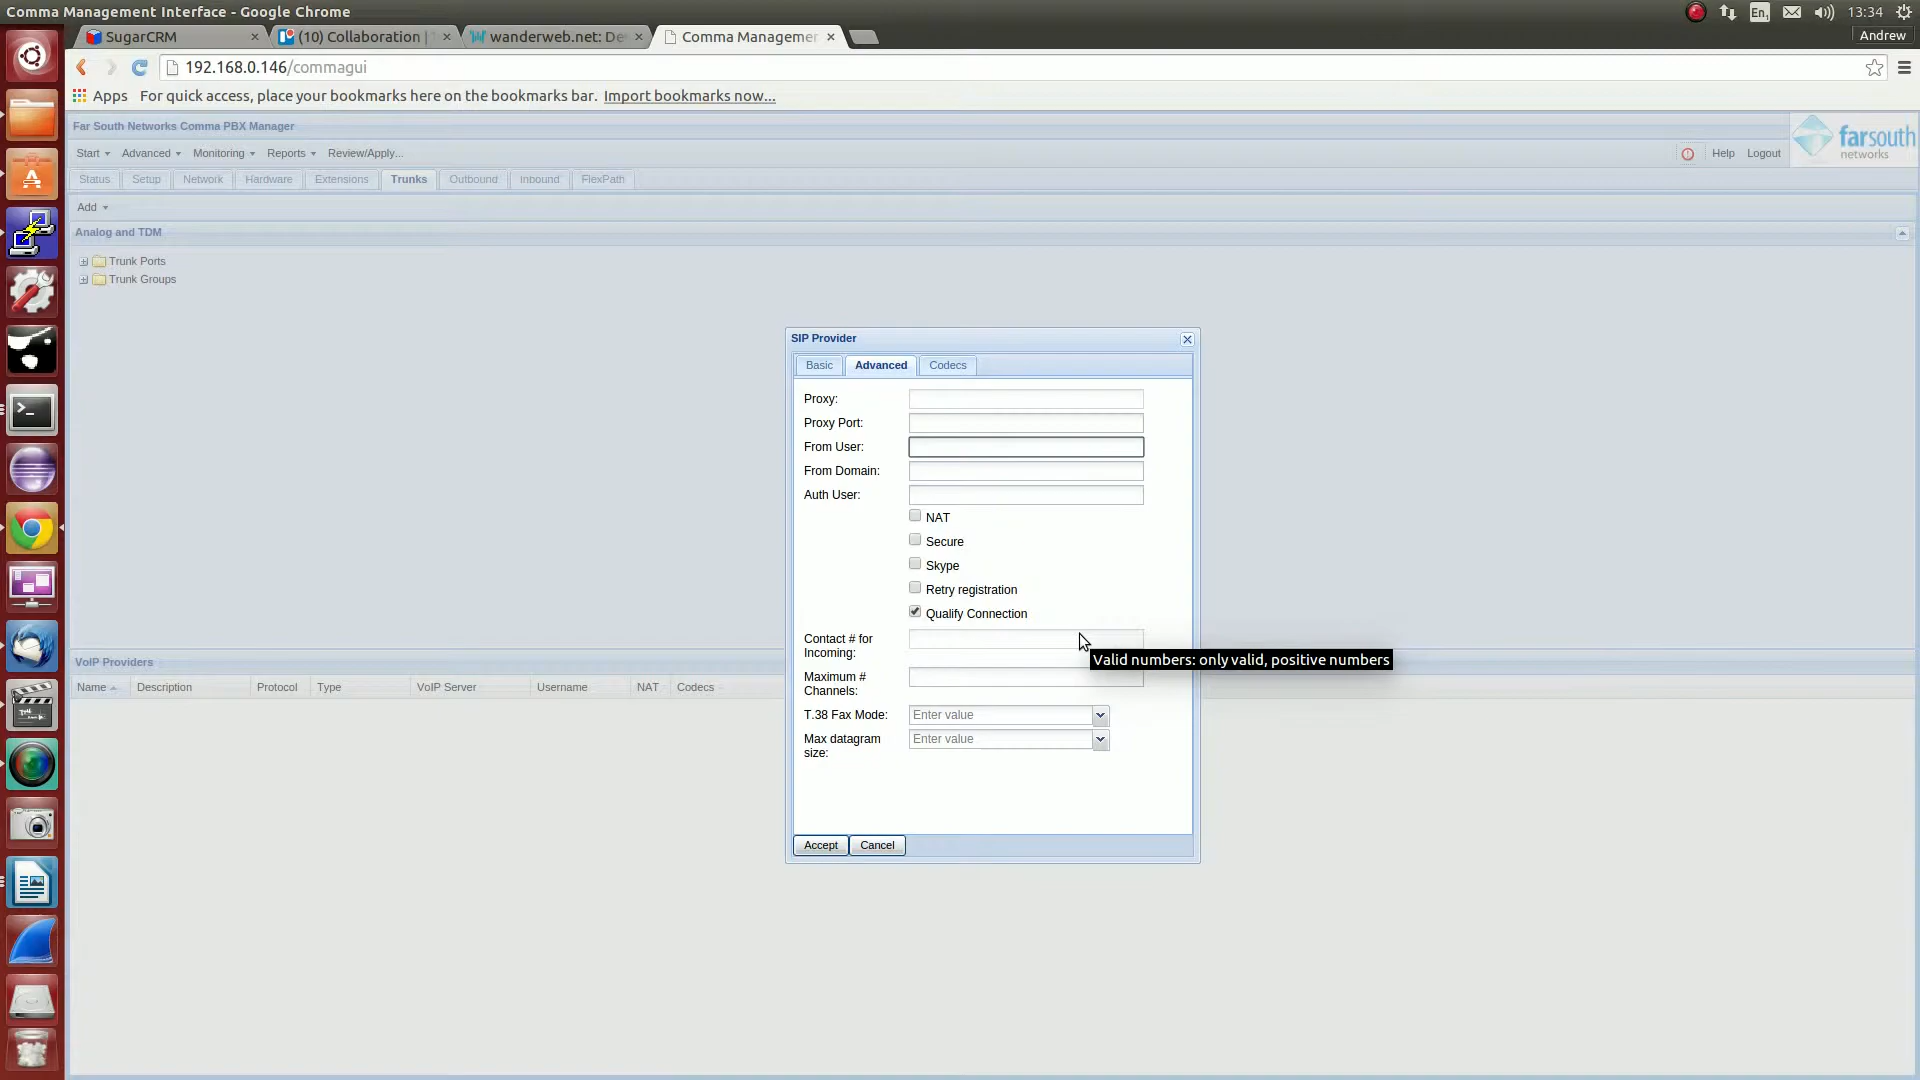 Comma Management Interface - Google Chrome
En1
13:34
SugarCRM
(10) Collaboration |
wanderweb.net: De
Comma Managemen
Andrew
192.168.0.146/commagui
Apps For quick access, place your bookmarks here on the bookmarks bar. Import bookmarks now...
Far South Networks Comma PBX Manager
farsouth
networks
Start Advanced Monitoring Reports Review/Apply... Help Logout
Status Setup Network Hardware Extensions Trunks Outbound Inbound FlexPath
Add
Analog and TDM
Trunk Ports
Trunk Groups
SIP Provider
Basic Advanced Codecs
Proxy:
Proxy Port:
From User:
From Domain:
Auth User:
NAT
Secure
Skype
Retry registration
Qualify Connection
Contact # for
Incoming:
Valid numbers: only valid, positive numbers
Maximum #
Channels:
T.38 Fax Mode: Enter value
Max datagram
size:
Enter value
Accept Cancel
VoIP Providers
Name Description Protocol Type VoIP Server Username NAT Codecs